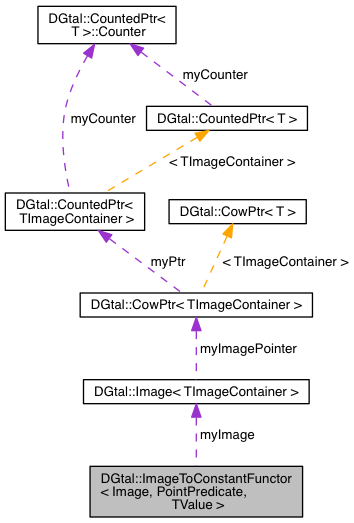 DGtal::CountedPtr<
T >::Counter
myCounter
myCounter
DGtal::CountedPtr< T >
< TImageContainer >
DGtal::CountedPtr<
TImageContainer >
DGtal::CowPtr< T >
myPtr
< TImageContainer >
DGtal::CowPtr< TImageContainer >
myImagePointer
DGtal::Image< TImageContainer >
myImage
DGtal::ImageToConstantFunctor
< Image, PointPredicate,
TValue >